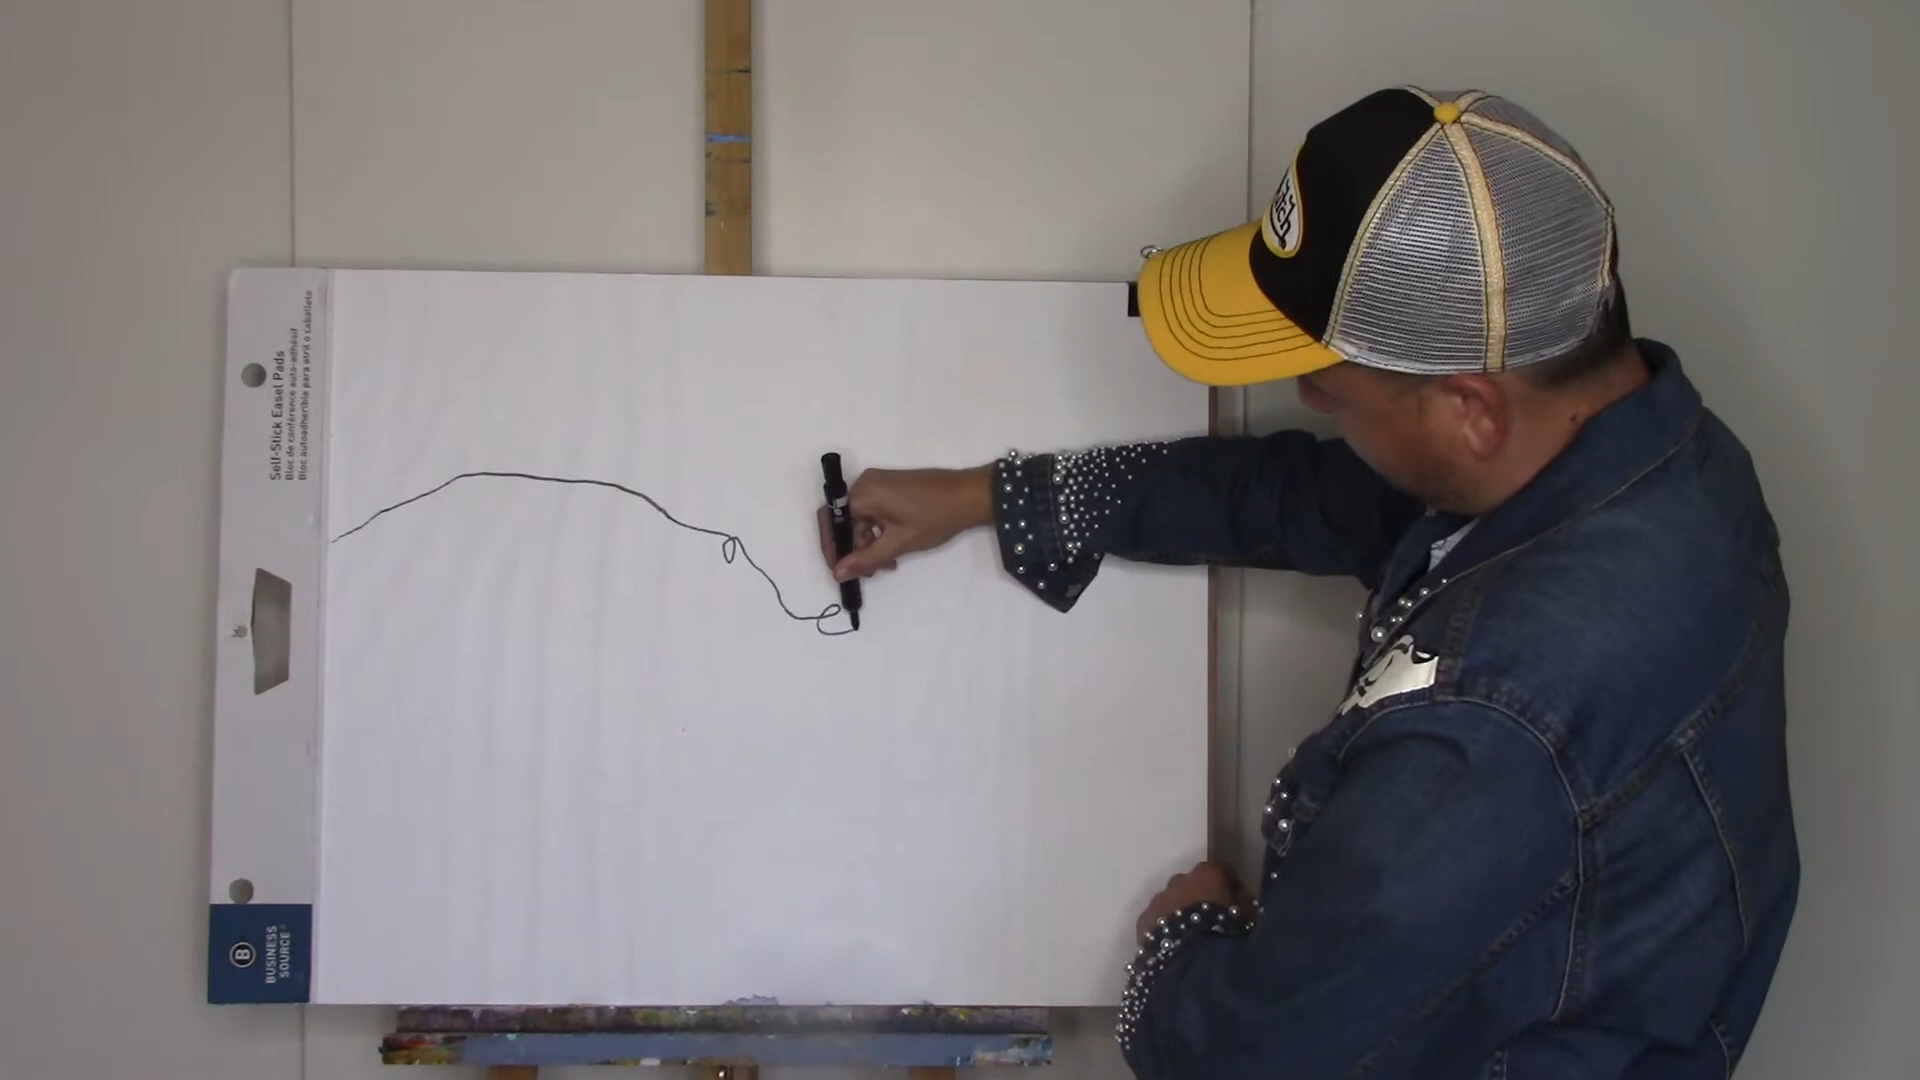 Self-Stick Easel Pads
Bloc de conférence auto-adhésif
Bloc autoadherible para atril o caballete
B
BUSINESS
SOURCE